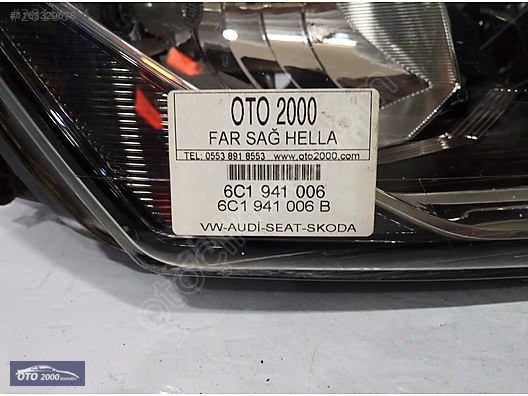 #1263329676
OTO 2000
FAR SAĞ HELLA
TEL: 0553 891 8553 www.oto2000.com
6C1 941 006
6C1 941 006 B
VW-AUDİ-SEAT-SKODA
OTO 2000